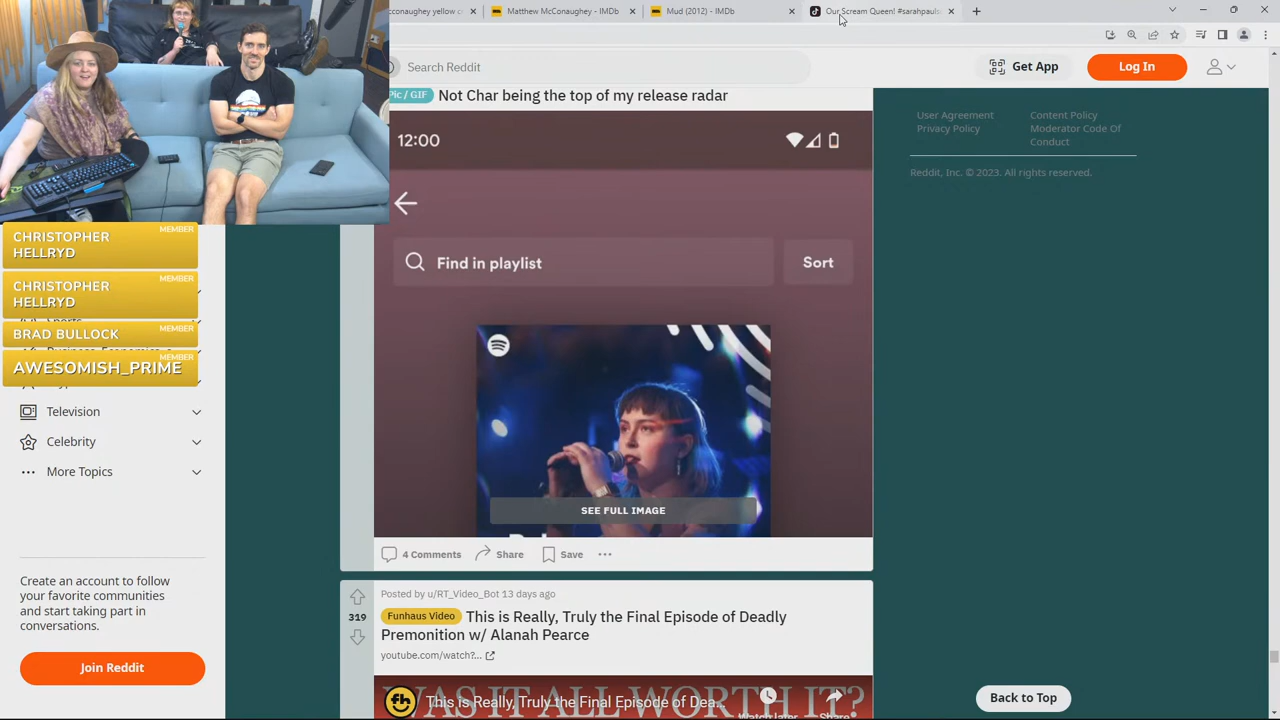 cconaughey yellow c
Matthew McConaughey - IMDb
Mud (2012) - IMDb
Our Scream Queen! #sarahpauls
Search Reddit
Get App
Log In
Pic / GIF
Not Char being the top of my release radar
12:00
Find in playlist
Sort
SEE FULL IMAGE
4 Comments
Share
Save
Posted by u/RT_Video_Bot 13 days ago
319
Funhaus Video
This is Really, Truly the Final Episode of Deadly
Premonition w/ Alanah Pearce
youtube.com/watch?...
WAS IT ALL WORTH IT?
fh
This is Really, Truly the Final Episode of Dea...
Watch later
Share
User Agreement
Content Policy
Privacy Policy
Moderator Code Of
Conduct
Reddit, Inc. © 2023. All rights reserved.
Back to Top
MEMBER
CHRISTOPHER
HELLRYD
MEMBER
CHRISTOPHER
HELLRYD
MEMBER
BRAD BULLOCK
MEMBER
AWESOMISH_PRIME
Television
Celebrity
More Topics
Create an account to follow
your favorite communities
and start taking part in
conversations.
Join Reddit